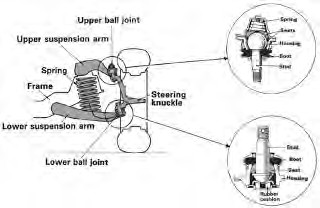 Upper ball joint
Upper suspension arm
Spring
Frame
Steering
knuckle
Lower suspension arm
Lower ball joint
Spring
Seats
Housing
Boot
Stud
Stud
Boot
Seat
Housing
Rubber
cushion